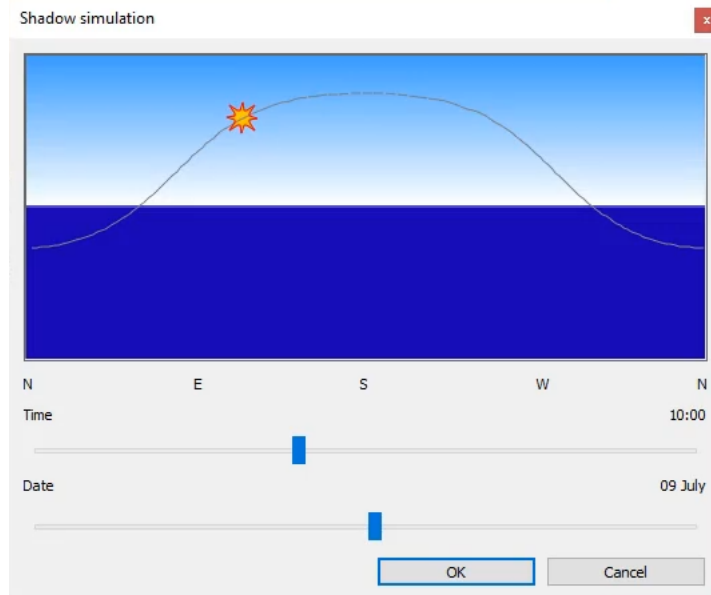 Shadow simulation
x
N E S W N
Time 10:00
Date 09 July
OK Cancel